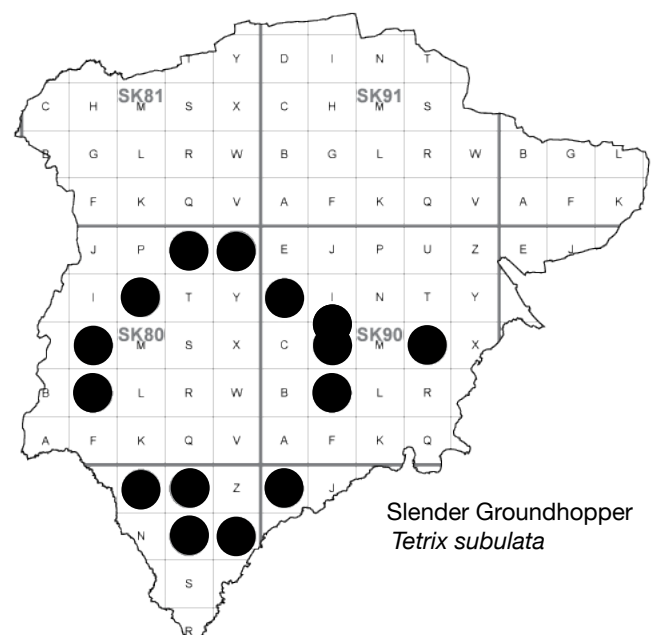 T Y D I N T
SK81 SK91
C H M S X C H M S
B G L R W B G L R W B G L
F K Q V A F K Q V A F K
J P E J P U Z E J
I T Y I N T Y
SK80 SK90
M S X C M X
B L R W B L R
A F K Q V A F K Q
Z J
Slender Groundhopper
N
Tetrix subulata
S
R